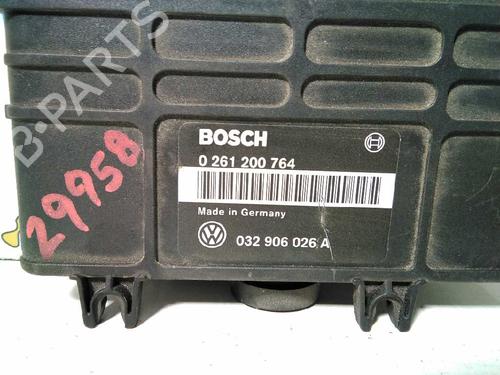 B-PARTS
29958
BOSCH
0 261 200 764
Made in Germany
032 906 026 A